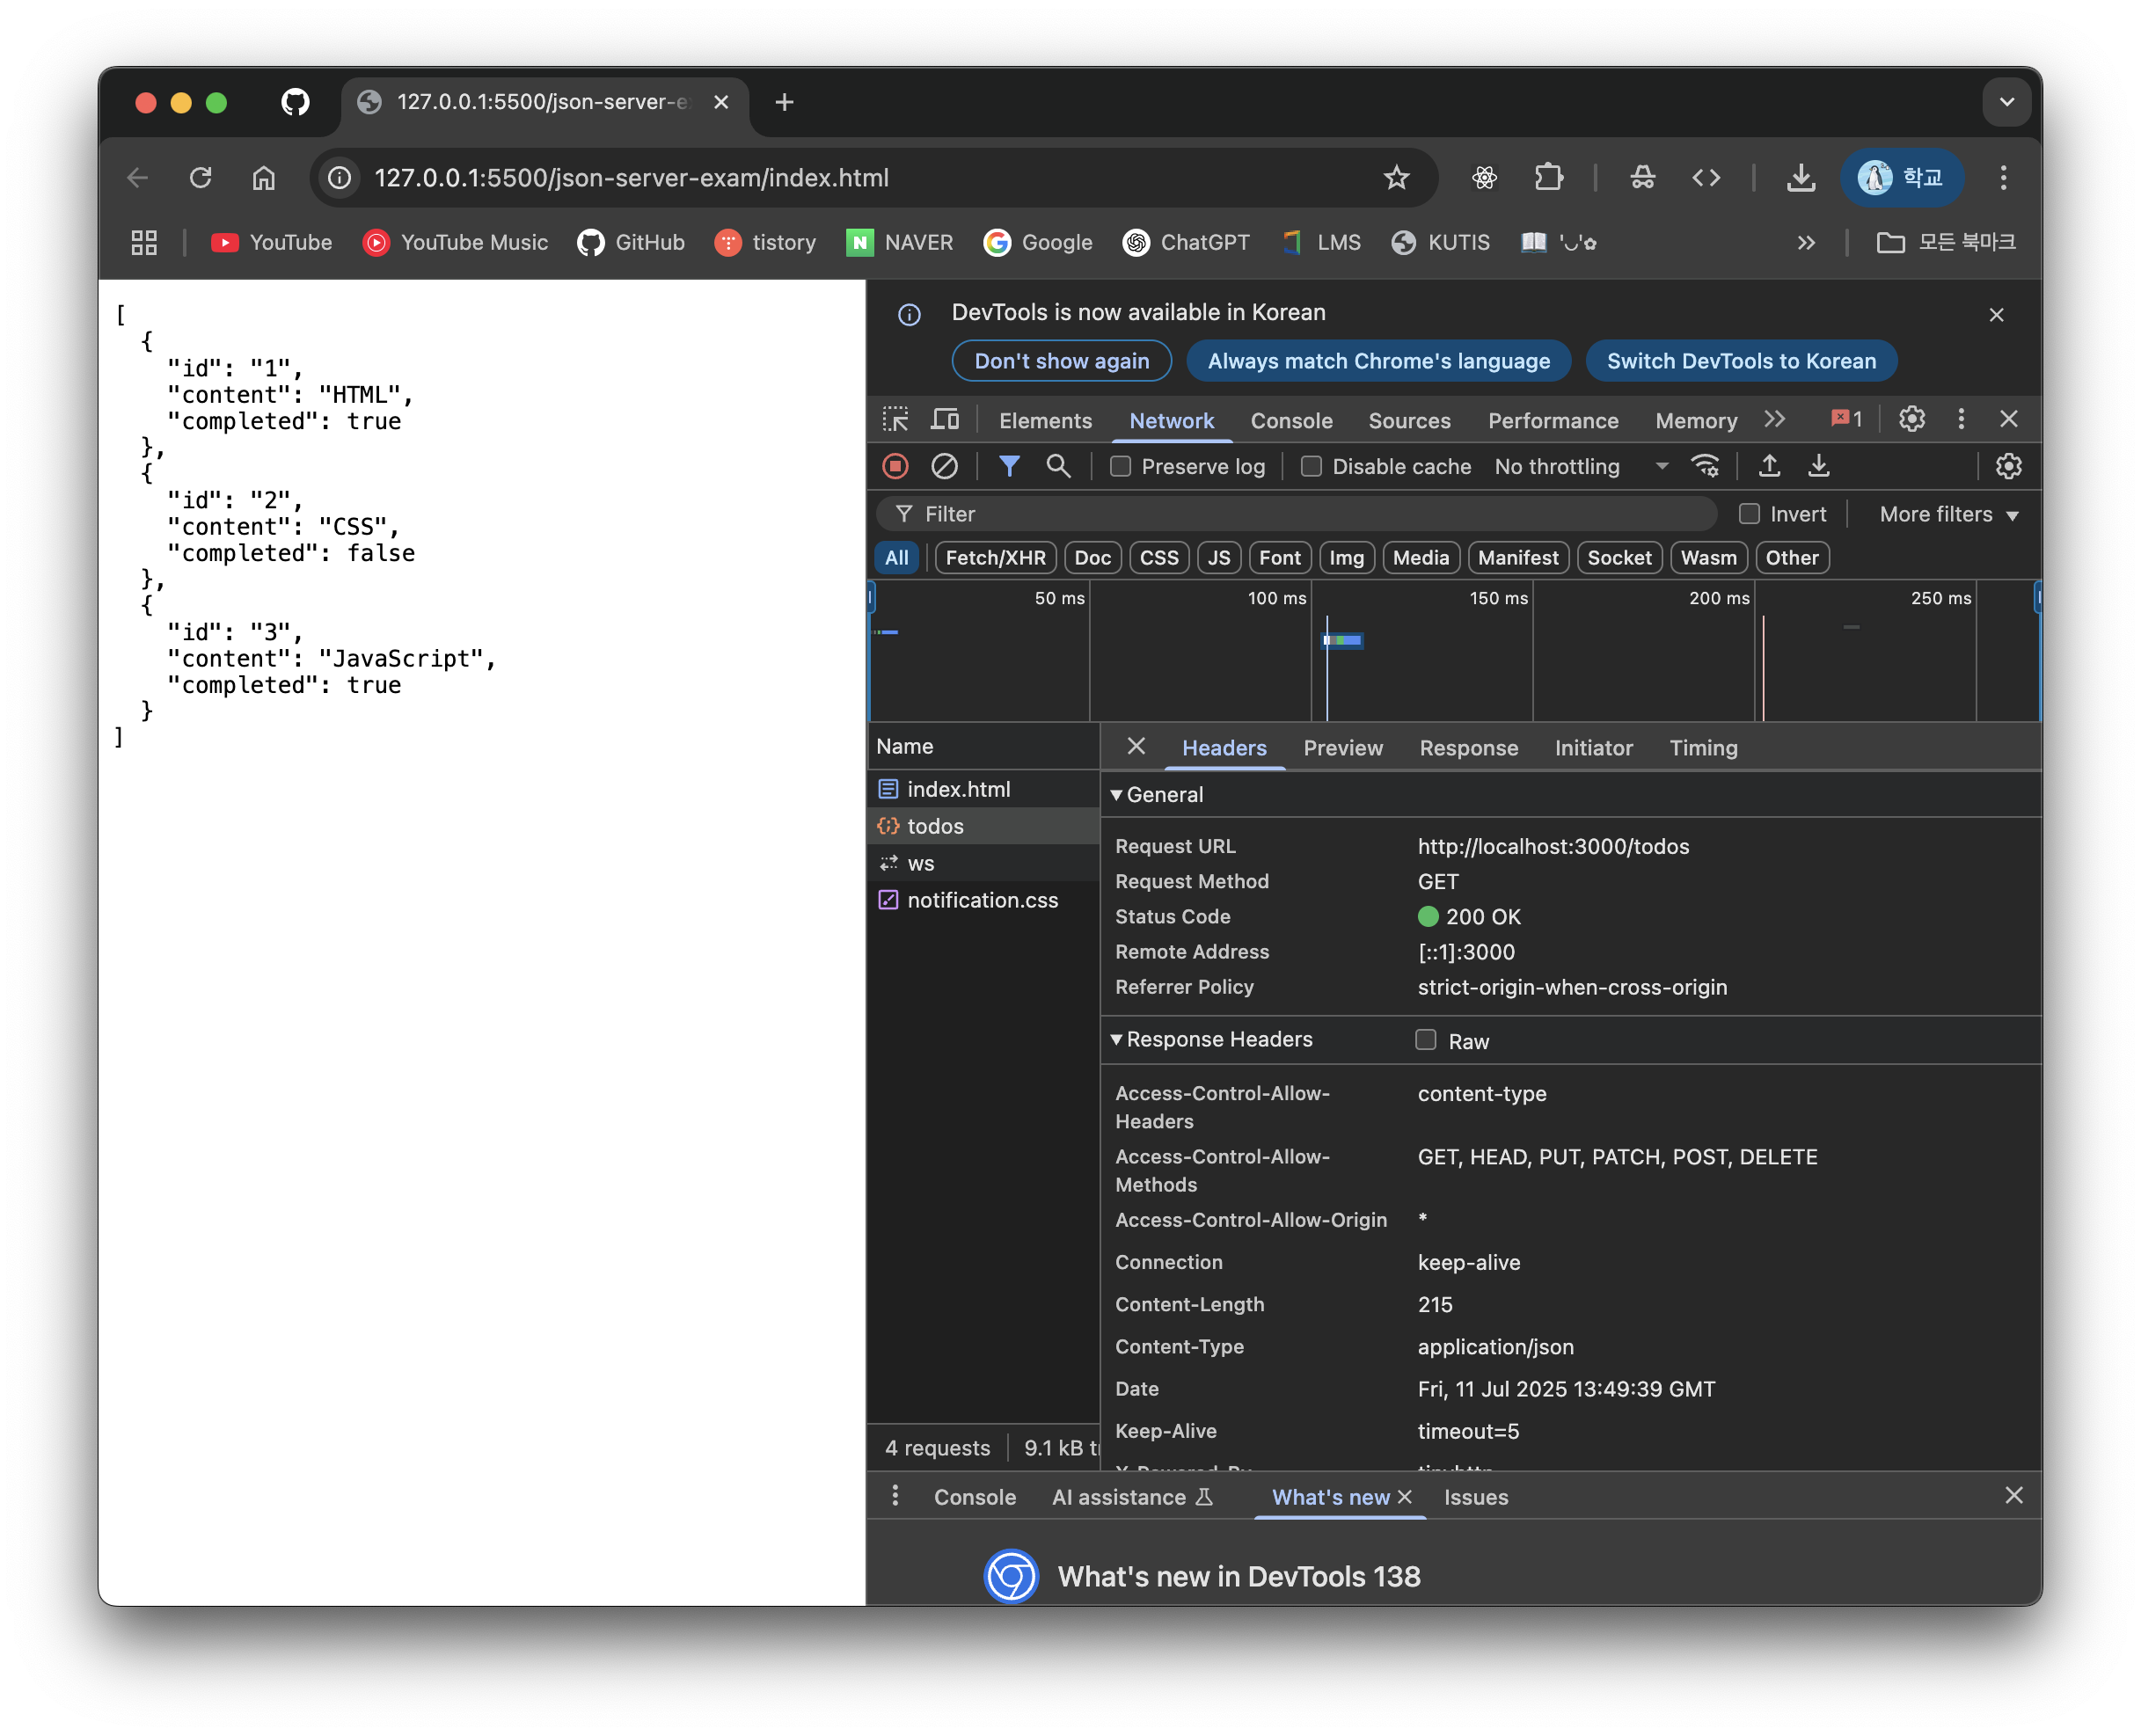 127.0.0.1:5500/json-server-e
127.0.0.1:5500/json-server-exam/index.html
학교
YouTube
YouTube Music
GitHub
tistory
NAVER
Google
ChatGPT
LMS
KUTIS
'◡'✿
모든 북마크
[
{
"id": "1",
"content": "HTML",
"completed": true
},
{
"id": "2",
"content": "CSS",
"completed": false
},
{
"id": "3",
"content": "JavaScript",
"completed": true
}
]
DevTools is now available in Korean
Don't show again
Always match Chrome's language
Switch DevTools to Korean
Elements
Network
Console
Sources
Performance
Memory
1
Preserve log
Disable cache
No throttling
Filter
Invert
More filters
All
Fetch/XHR
Doc
CSS
JS
Font
Img
Media
Manifest
Socket
Wasm
Other
50 ms
100 ms
150 ms
200 ms
250 ms
Name
index.html
todos
ws
notification.css
Headers
Preview
Response
Initiator
Timing
General
Request URL http://localhost:3000/todos
Request Method GET
Status Code 200 OK
Remote Address [::1]:3000
Referrer Policy strict-origin-when-cross-origin
Response Headers
Raw
Access-Control-Allow-
Headers
content-type
Access-Control-Allow-
Methods
GET, HEAD, PUT, PATCH, POST, DELETE
Access-Control-Allow-Origin *
Connection keep-alive
Content-Length 215
Content-Type application/json
Date Fri, 11 Jul 2025 13:49:39 GMT
Keep-Alive timeout=5
4 requests
9.1 kB
Console
AI assistance
What's new
Issues
What's new in DevTools 138